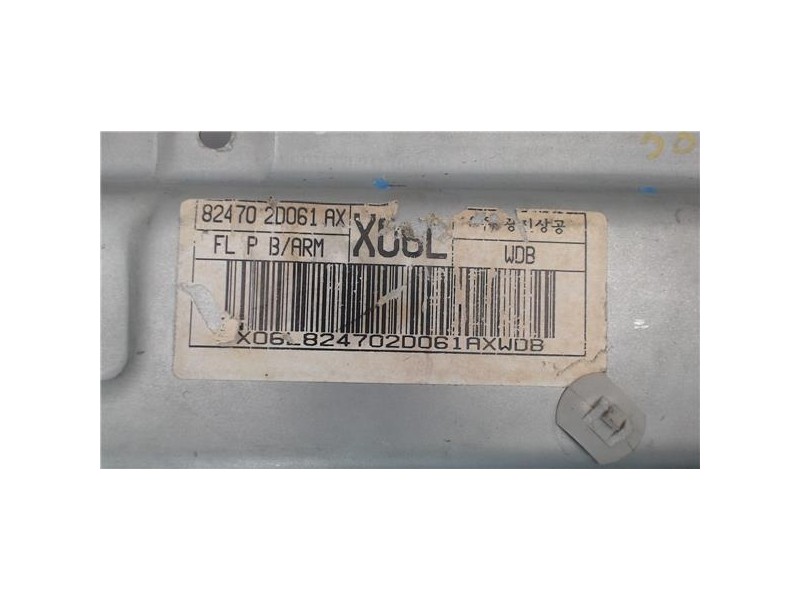 82470 2D061 AX
X06L
FL P B/ARM
WDB
X06L824702D061AXWDB